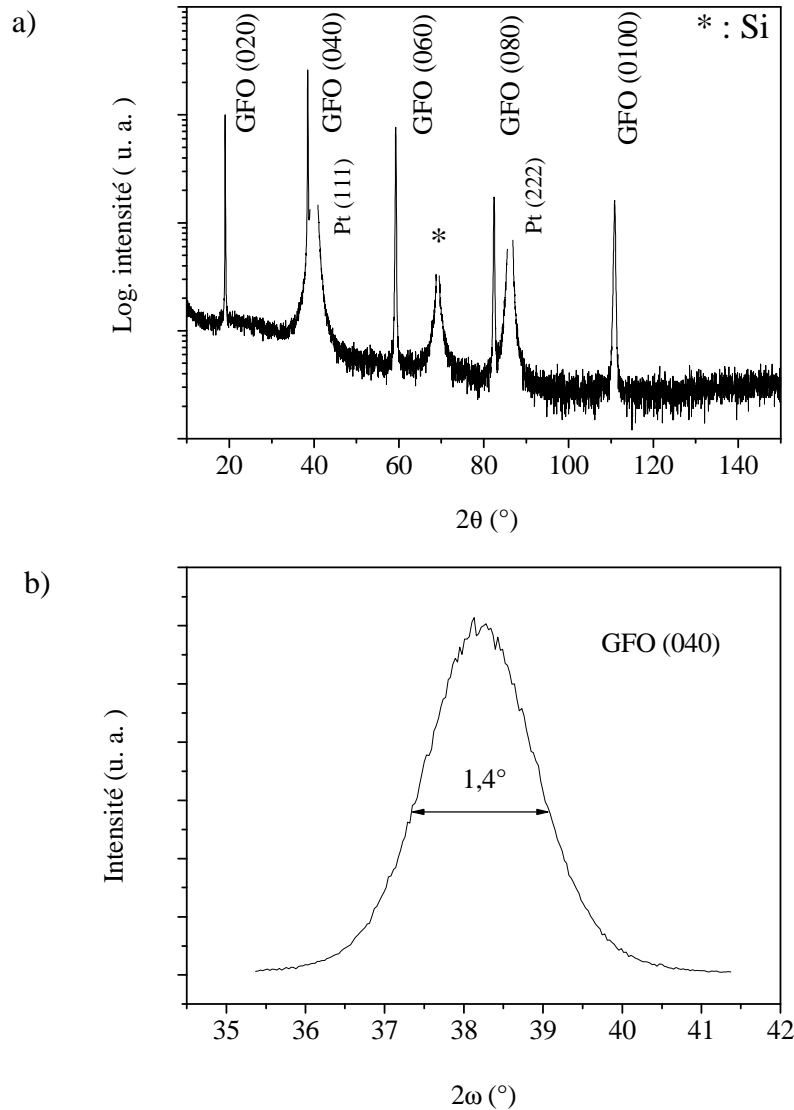 a)
* : Si
GFO (020)
GFO (040)
Pt (111)
GFO (060)
*
GFO (080)
Pt (222)
GFO (0100)
Log. intensité ( u. a. )
20 40 60 80 100 120 140
2θ (°)
b)
GFO (040)
1,4°
Intensité (u. a. )
35 36 37 38 39 40 41 42
2ω (°)